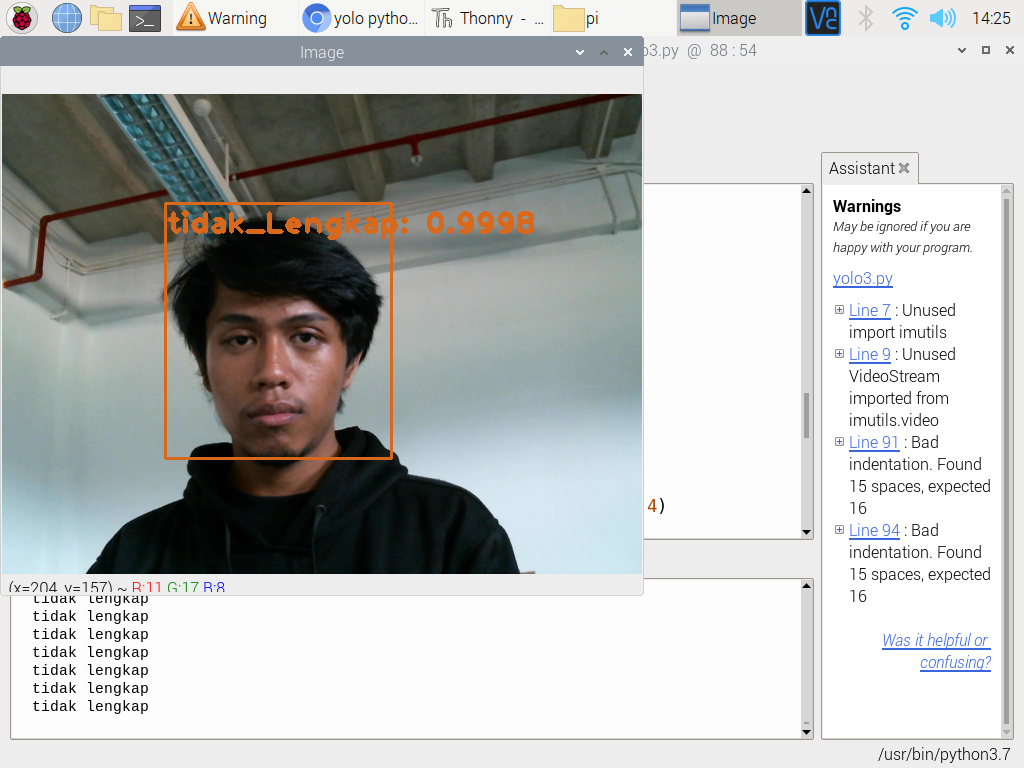 Warning
yolo pytho...
Thonny - ...
pi
Image
14:25
Image
o3.py @ 88 : 54
tidak_Lengkap: 0.9998
4)
(x=204, y=157) ~ R:11 G:17 B:8
tidak lengkap
tidak lengkap
tidak lengkap
tidak lengkap
tidak lengkap
tidak lengkap
tidak lengkap
Assistant
Warnings
May be ignored if you are
happy with your program.
yolo3.py
Line 7 : Unused
import imutils
Line 9 : Unused
VideoStream
imported from
imutils.video
Line 91 : Bad
indentation. Found
15 spaces, expected
16
Line 94 : Bad
indentation. Found
15 spaces, expected
16
Was it helpful or
confusing?
/usr/bin/python3.7